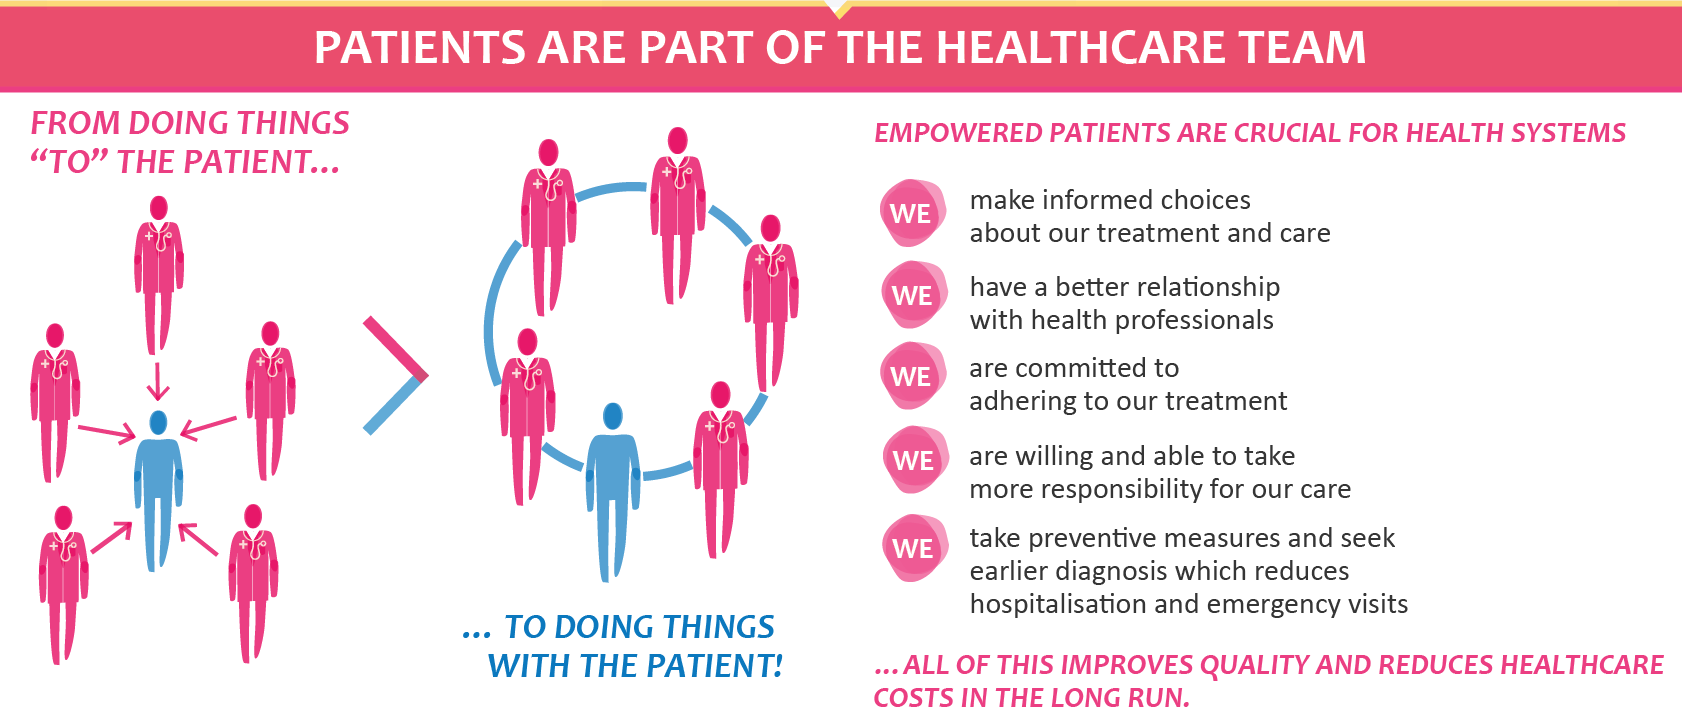 PATIENTS ARE PART OF THE HEALTHCARE TEAM
FROM DOING THINGS
“TO” THE PATIENT...
... TO DOING THINGS
WITH THE PATIENT!
EMPOWERED PATIENTS ARE CRUCIAL FOR HEALTH SYSTEMS
WE make informed choices
about our treatment and care
WE have a better relationship
with health professionals
WE are committed to
adhering to our treatment
WE are willing and able to take
more responsibility for our care
WE take preventive measures and seek
earlier diagnosis which reduces
hospitalisation and emergency visits
... ALL OF THIS IMPROVES QUALITY AND REDUCES HEALTHCARE
COSTS IN THE LONG RUN.